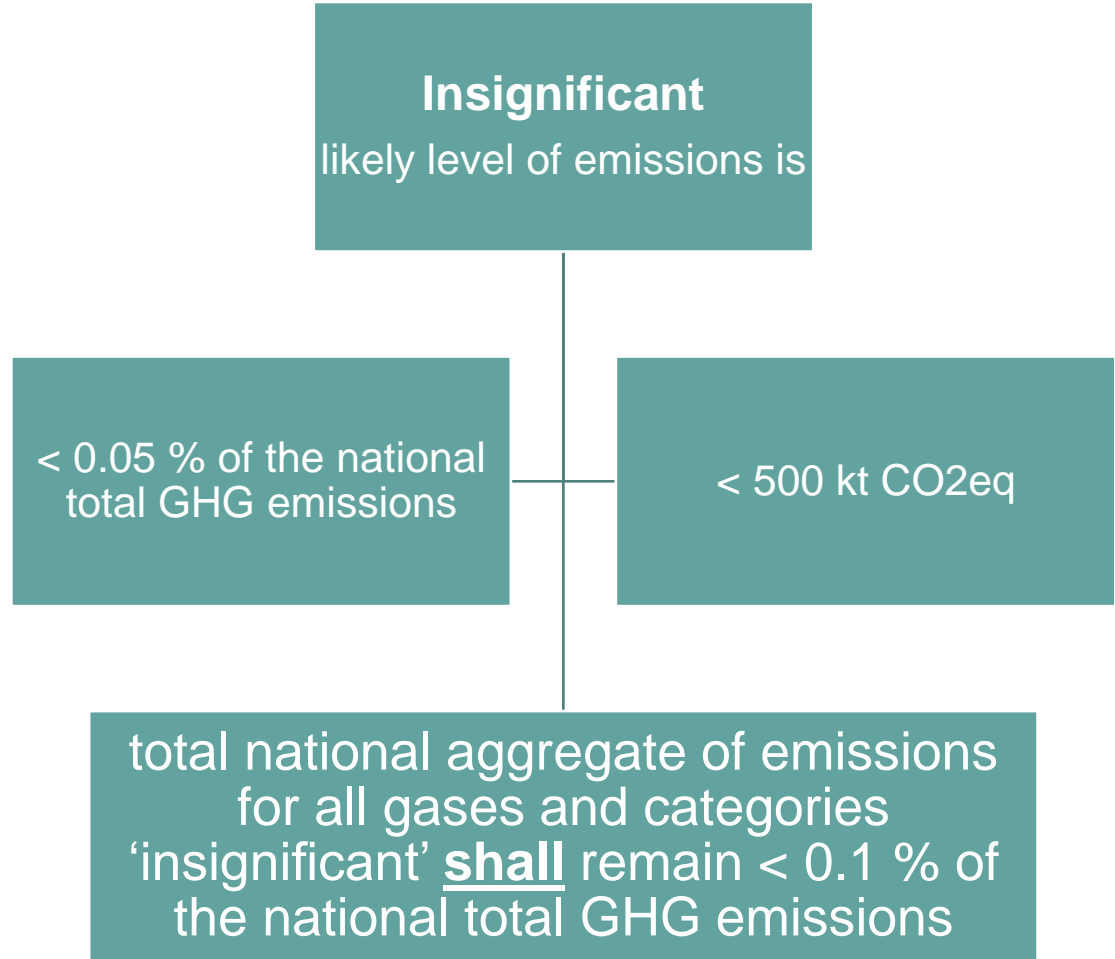 Insignificant
likely level of emissions is
< 0.05 % of the national
total GHG emissions
< 500 kt CO2eq
total national aggregate of emissions
for all gases and categories
‘insignificant’ shall remain < 0.1 % of
the national total GHG emissions